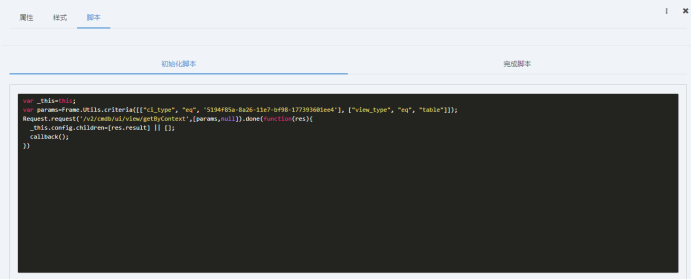 属性 样式 脚本
初始化脚本 完成脚本
var _this=this;
var params=Frame.Utils.criteria([["ci_type", "eq", '5194f85a-8a26-11e7-bf98-177393601ee4'], ["view_type", "eq", "table"]]);
Request.request('/v2/cmdb/ui/view/getByContext',[params,null]).done(function(res){
_this.config.children=[res.result] || [];
callback();
})